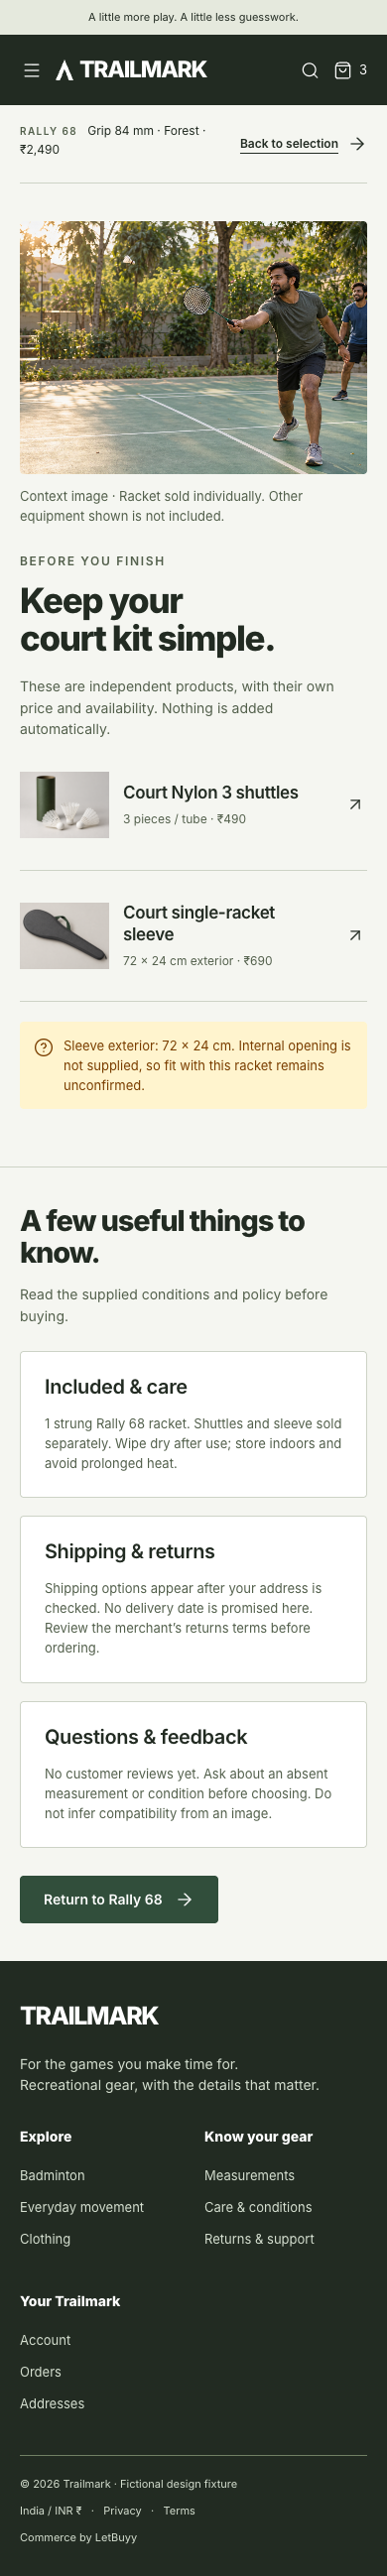 A little more play. A little less guesswork.
TRAILMARK
3
RALLY 68 Grip 84 mm · Forest ·
₹2,490
Back to selection
Context image · Racket sold individually. Other
equipment shown is not included.
BEFORE YOU FINISH
Keep your
court kit simple.
These are independent products, with their own
price and availability. Nothing is added
automatically.
Court Nylon 3 shuttles
3 pieces / tube · ₹490
Court single-racket
sleeve
72 × 24 cm exterior · ₹690
Sleeve exterior: 72 × 24 cm. Internal opening is
not supplied, so fit with this racket remains
unconfirmed.
A few useful things to
know.
Read the supplied conditions and policy before
buying.
Included & care
1 strung Rally 68 racket. Shuttles and sleeve sold
separately. Wipe dry after use; store indoors and
avoid prolonged heat.
Shipping & returns
Shipping options appear after your address is
checked. No delivery date is promised here.
Review the merchant’s returns terms before
ordering.
Questions & feedback
No customer reviews yet. Ask about an absent
measurement or condition before choosing. Do
not infer compatibility from an image.
Return to Rally 68
TRAILMARK
For the games you make time for.
Recreational gear, with the details that matter.
Explore
Badminton
Everyday movement
Clothing
Know your gear
Measurements
Care & conditions
Returns & support
Your Trailmark
Account
Orders
Addresses
© 2026 Trailmark · Fictional design fixture
India / INR ₹ · Privacy · Terms
Commerce by LetBuyy